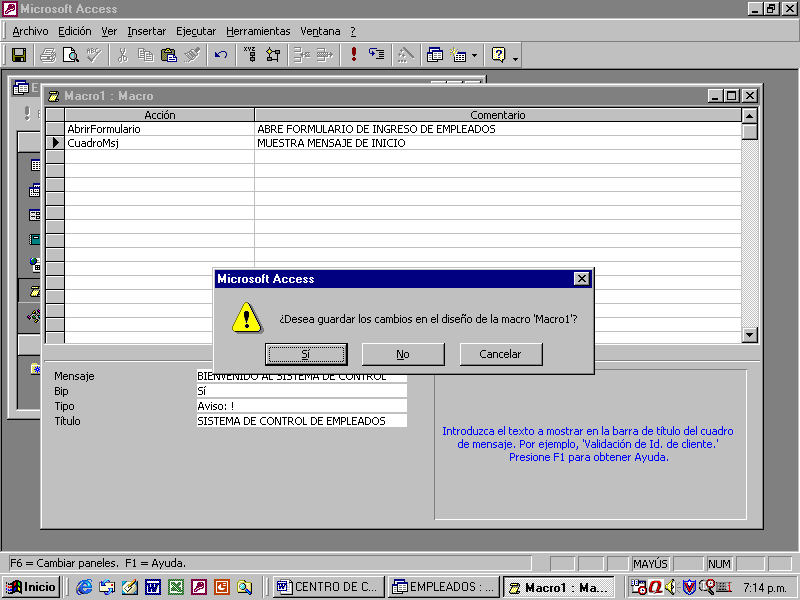 Microsoft Access
Archivo Edición Ver Insertar Ejecutar Herramientas Ventana ?
Macro1 : Macro
Acción Comentario
AbrirFormulario ABRE FORMULARIO DE INGRESO DE EMPLEADOS
CuadroMsj MUESTRA MENSAJE DE INICIO
Microsoft Access
¿Desea guardar los cambios en el diseño de la macro 'Macro1'?
Sí No Cancelar
Mensaje BIENVENIDO AL SISTEMA DE CONTROL
Bip Sí
Tipo Aviso: !
Título SISTEMA DE CONTROL DE EMPLEADOS
Introduzca el texto a mostrar en la barra de título del cuadro
de mensaje. Por ejemplo, 'Validación de Id. de cliente.'
Presione F1 para obtener Ayuda.
F6 = Cambiar paneles. F1 = Ayuda. MAYÚS NUM
Inicio CENTRO DE C... EMPLEADOS : ... Macro1 : Ma... 7:14 p.m.